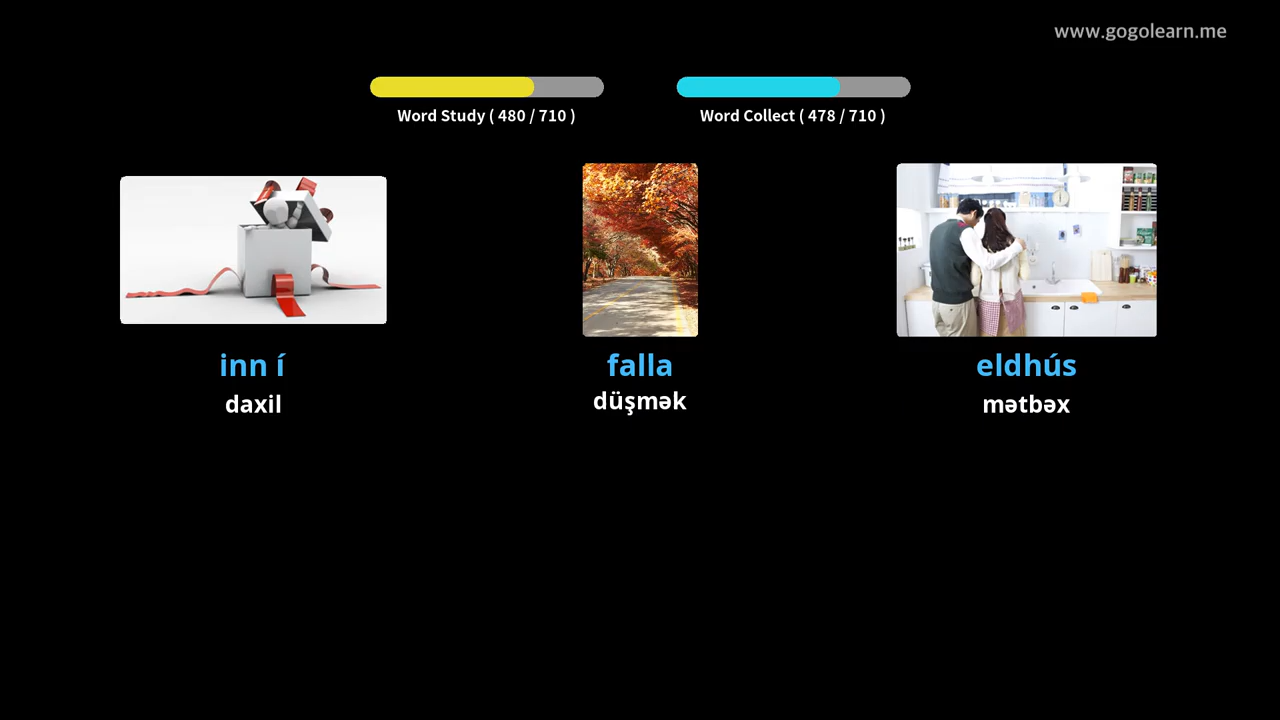 www.gogolearn.me
Word Study ( 480 / 710 )
Word Collect ( 478 / 710 )
inn í
falla
eldhús
daxil
düşmək
mətbəx